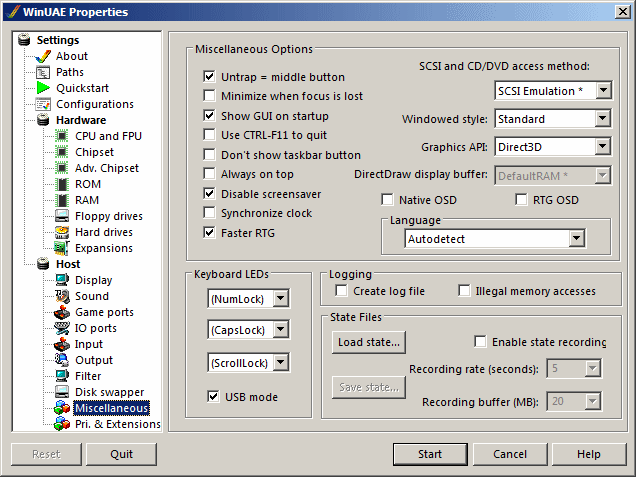 WinUAE Properties
Settings
About
Paths
Quickstart
Configurations
Hardware
CPU and FPU
Chipset
Adv. Chipset
ROM
RAM
Floppy drives
Hard drives
Expansions
Host
Display
Sound
Game ports
IO ports
Input
Output
Filter
Disk swapper
Miscellaneous
Pri. & Extensions
Miscellaneous Options
Untrap = middle button
Minimize when focus is lost
Show GUI on startup
Use CTRL-F11 to quit
Don't show taskbar button
Always on top
Disable screensaver
Synchronize clock
Faster RTG
SCSI and CD/DVD access method:
SCSI Emulation *
Windowed style: Standard
Graphics API: Direct3D
DirectDraw display buffer: DefaultRAM *
Native OSD RTG OSD
Language
Autodetect
Keyboard LEDs
(NumLock)
(CapsLock)
(ScrollLock)
USB mode
Logging
Create log file Illegal memory accesses
State Files
Load state... Enable state recording
Recording rate (seconds): 5
Save state...
Recording buffer (MB): 20
Reset Quit Start Cancel Help